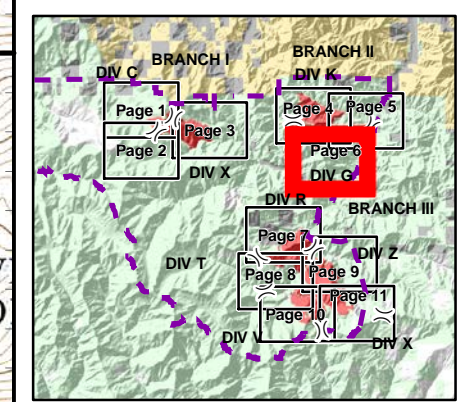 BRANCH I
BRANCH II
DIV C
DIV K
Page 1
Page 4
Page 5
Page 3
Page 2
Page 6
DIV X
DIV G
DIV R
BRANCH III
Page 7
DIV Z
DIV T
Page 8
Page 9
Page 11
Page 10
DIV V
DIV X